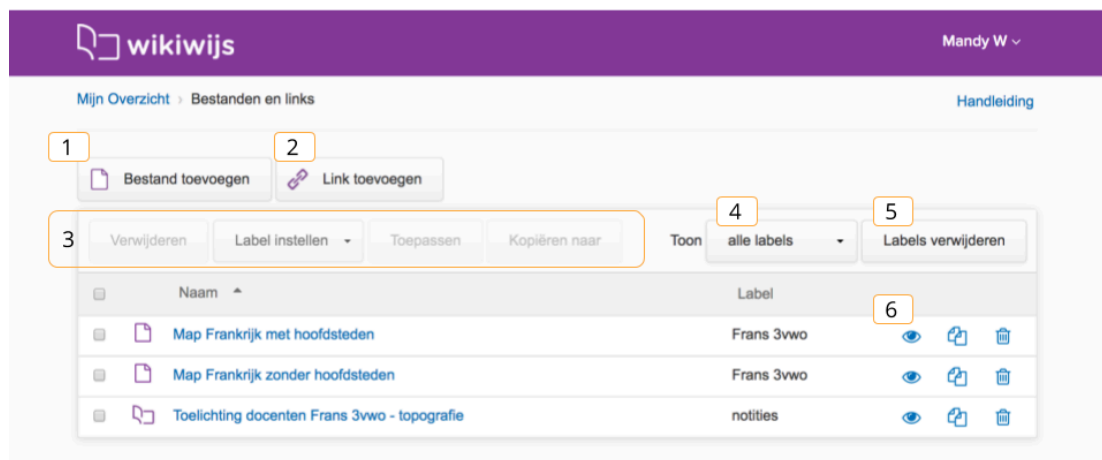 wikiwijs Mandy W
Mijn Overzicht > Bestanden en links Handleiding
1 2
Bestand toevoegen Link toevoegen
4 5
3 Verwijderen Label instellen Toepassen Kopiëren naar Toon alle labels Labels verwijderen
Naam Label
6
Map Frankrijk met hoofdsteden Frans 3vwo
Map Frankrijk zonder hoofdsteden Frans 3vwo
Toelichting docenten Frans 3vwo - topografie notities